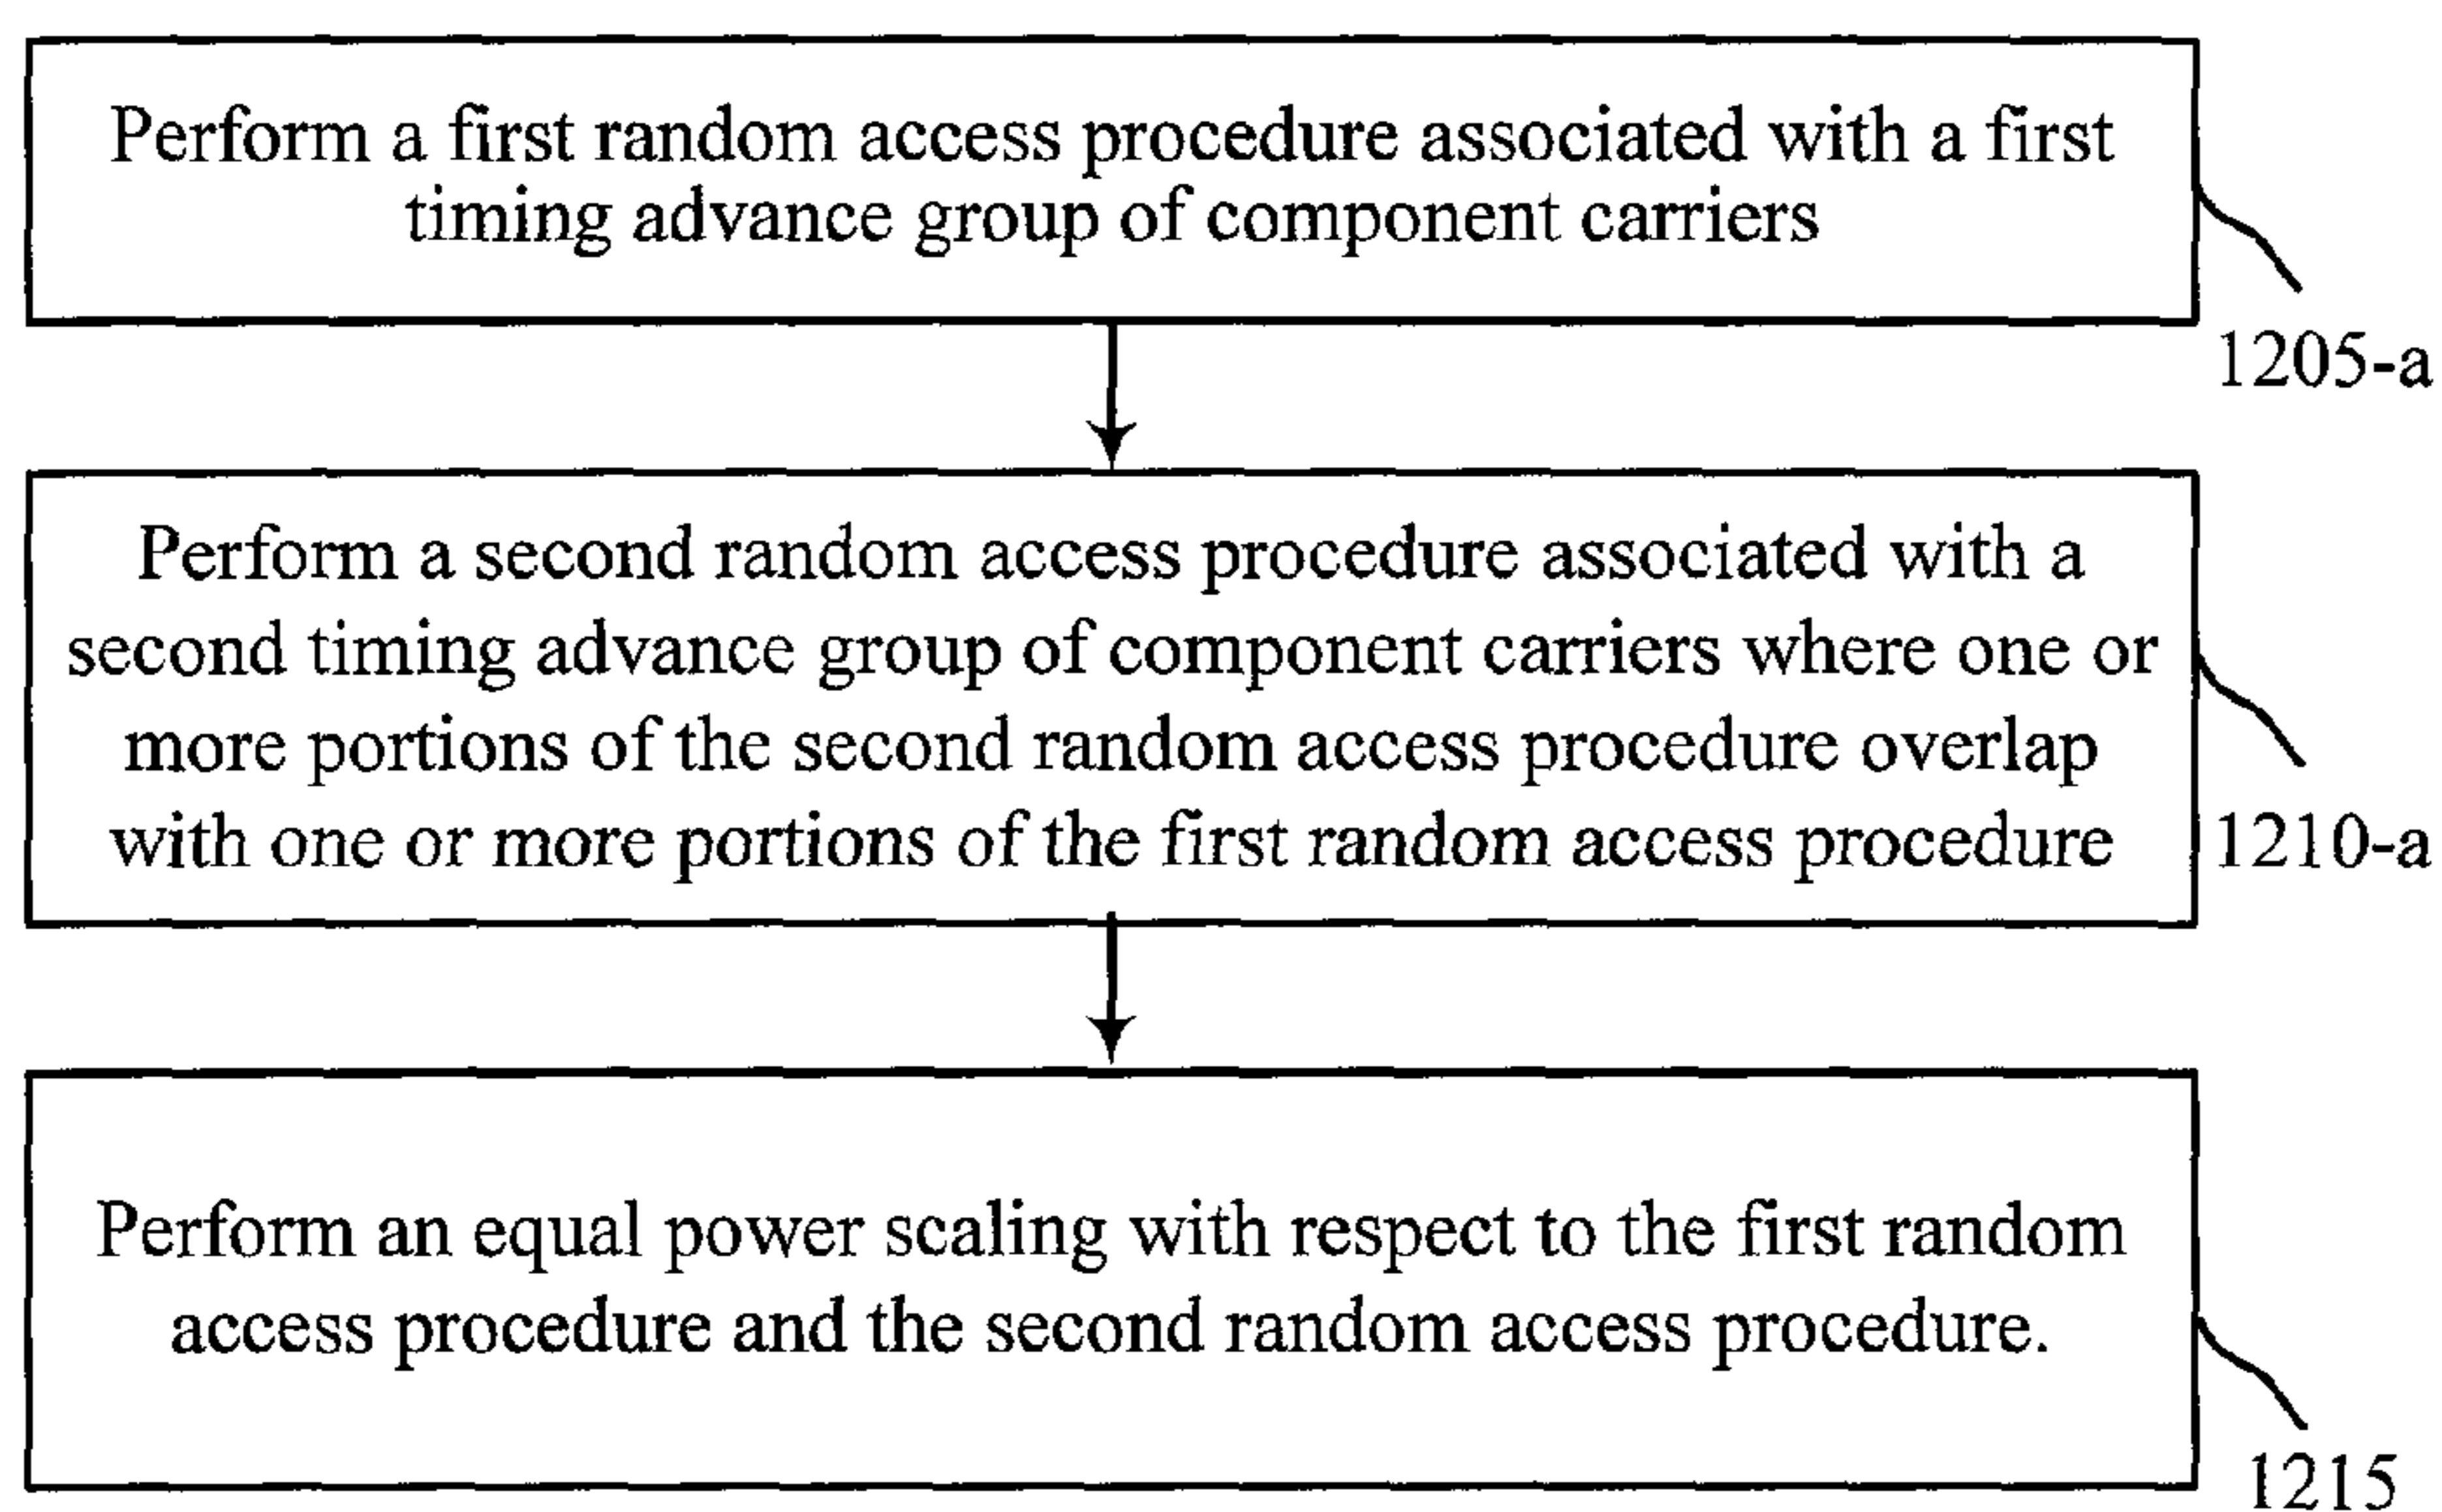 Perform a first random access procedure associated with a first
timing advance group of component carriers
1205-a
Perform a second random access procedure associated with a
second timing advance group of component carriers where one or
more portions of the second random access procedure overlap
with one or more portions of the first random access procedure
1210-a
Perform an equal power scaling with respect to the first random
access procedure and the second random access procedure.
1215